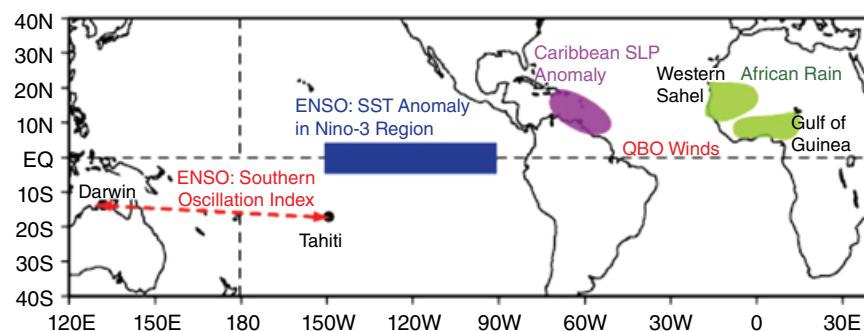 40N
30N
20N
10N
EQ
10S
20S
30S
40S
Caribbean SLP
Anomaly
Western
Sahel
African Rain
ENSO: SST Anomaly
in Nino-3 Region
Gulf of
Guinea
QBO Winds
Darwin
ENSO: Southern
Oscillation Index
Tahiti
120E 150E 180 150W 120W 90W 60W 30W 0 30E